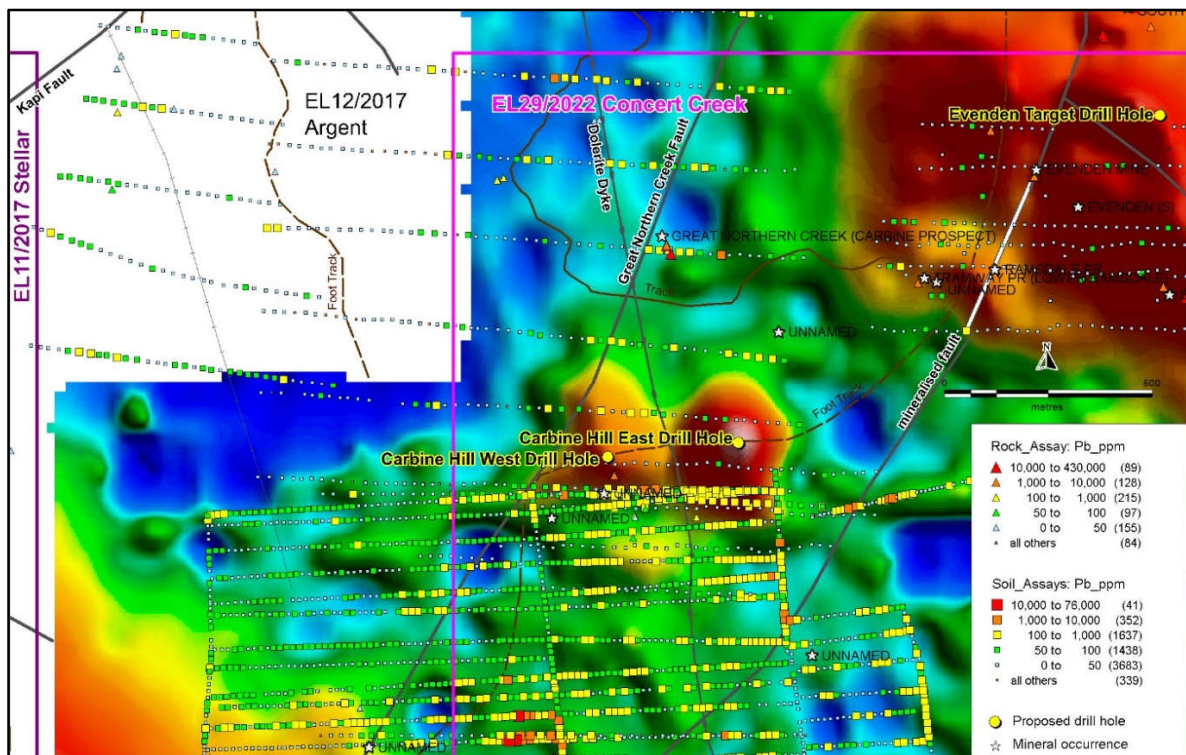 SOUTH
Kapi Fault
EL12/2017
Argent
EL29/2022 Concert Creek
Evenden Target Drill Hole
EL11/2017 Stellar
Dolerite Dyke
Great Northern Creek Fault
EVENDEN MINE
EVENDEN (S)
GREAT NORTHERN CREEK (CARBINE PROSPECT)
Foot Track
Track
UNNAMED
UNNAMED
N
0
600
metres
mineralised fault
Foot Track
Carbine Hill East Drill Hole
Carbine Hill West Drill Hole
UNNAMED
UNNAMED
UNNAMED
UNNAMED
Rock_Assay: Pb_ppm
10,000 to 430,000 (89)
1,000 to 10,000 (128)
100 to 1,000 (215)
50 to 100 (97)
0 to 50 (155)
all others (84)
Soil_Assays: Pb_ppm
10,000 to 76,000 (41)
1,000 to 10,000 (352)
100 to 1,000 (1637)
50 to 100 (1438)
0 to 50 (3683)
all others (339)
Proposed drill hole
Mineral occurrence